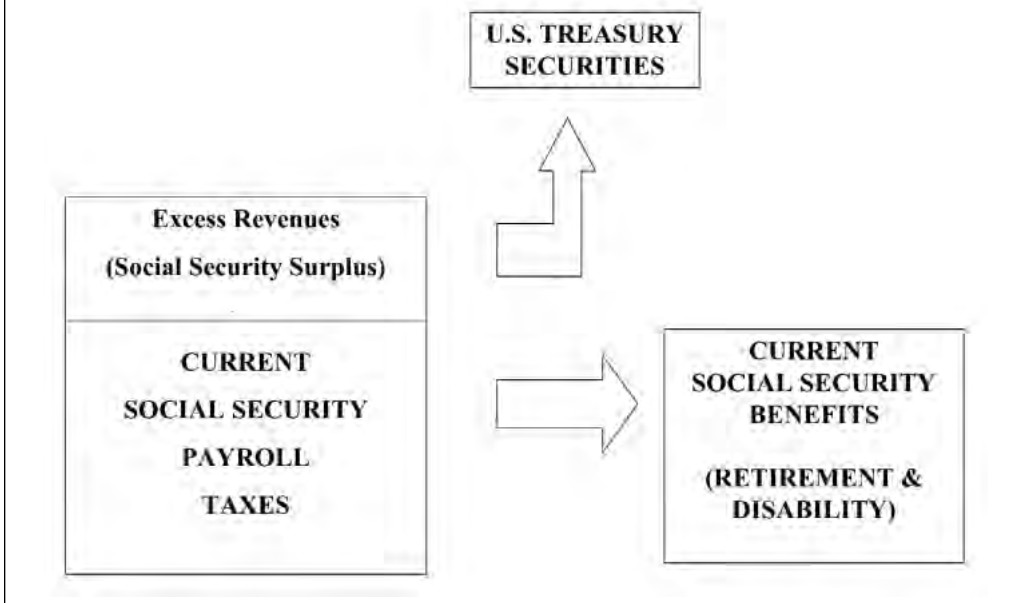 U.S. TREASURY
SECURITIES
Excess Revenues
(Social Security Surplus)
CURRENT
SOCIAL SECURITY
PAYROLL
TAXES
CURRENT
SOCIAL SECURITY
BENEFITS
(RETIREMENT &
DISABILITY)